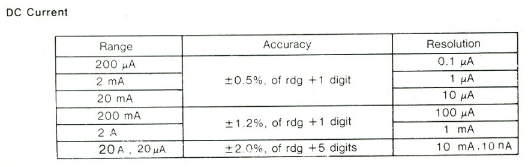 DC Current
Range Accuracy Resolution
200 µA 0.1 µA
2 mA ±0.5%, of rdg +1 digit 1 µA
20 mA 10 µA
200 mA 100 µA
±1.2%, of rdg +1 digit
2 A 1 mA
20A, 20µA ±2.0%, of rdg +5 digits 10 mA,10nA